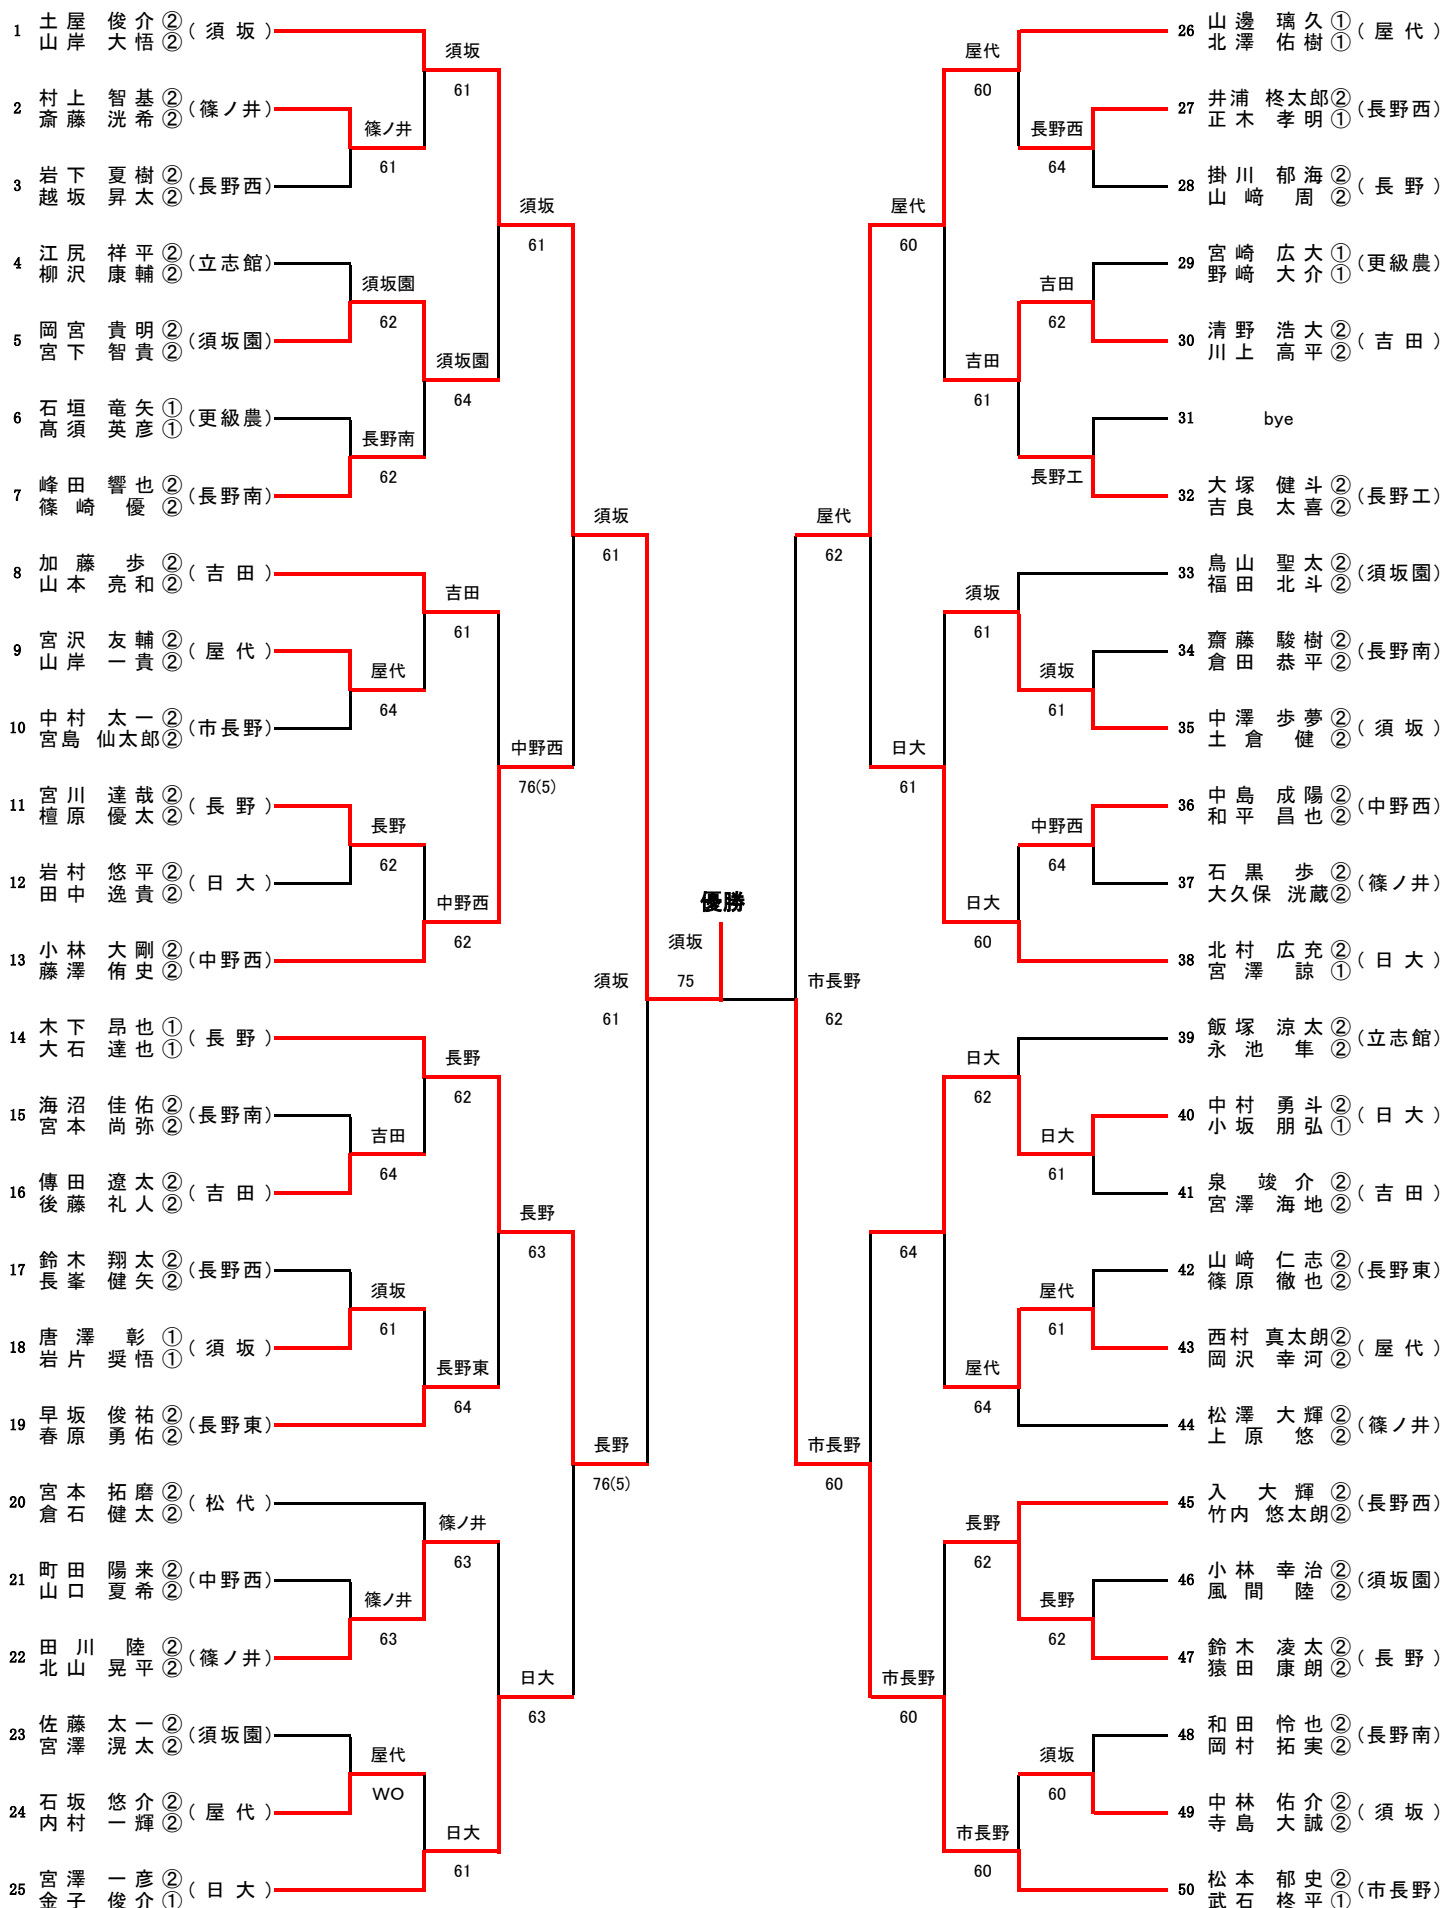 1 土屋 俊介② (須坂)
山岸 大悟②
2 村上 智基② (篠ノ井)
斎藤 洸希②
3 岩下 夏樹② (長野西)
越坂 昇太②
4 江尻 祥平② (立志館)
柳沢 康輔②
5 岡宮 貴明② (須坂園)
宮下 智貴②
6 石垣 竜矢① (更級農)
髙須 英彦①
7 峰田 響也② (長野南)
篠崎 優②
8 加藤 歩② (吉田)
山本 亮和②
9 宮沢 友輔② (屋代)
山岸 一貴②
10 中村 太一② (市長野)
宮島 仙太郎②
11 宮川 達哉② (長野)
檀原 優太②
12 岩村 悠平② (日大)
田中 逸貴②
13 小林 大剛② (中野西)
藤澤 侑史②
14 木下 昂也① (長野)
大石 達也①
15 海沼 佳佑② (長野南)
宮本 尚弥②
16 傳田 遼太② (吉田)
後藤 礼人②
17 鈴木 翔太② (長野西)
長峯 健矢②
18 唐澤 彰① (須坂)
岩片 奨悟①
19 早坂 俊祐② (長野東)
春原 勇佑②
20 宮本 拓磨② (松代)
倉石 健太②
21 町田 陽来② (中野西)
山口 夏希②
22 田川 陸② (篠ノ井)
北山 晃平②
23 佐藤 太一② (須坂園)
宮澤 滉太②
24 石坂 悠介② (屋代)
内村 一輝②
25 宮澤 一彦② (日大)
金子 俊介①
篠ノ井
61
須坂園
62
長野南
62
屋代
64
長野
62
吉田
64
須坂
61
篠ノ井
63
屋代
WO
須坂
61
須坂園
64
吉田
61
中野西
62
長野
62
長野東
64
篠ノ井
63
日大
61
須坂
61
中野西
76(5)
長野
63
日大
63
須坂
61
長野
76(5)
須坂
61
優勝
須坂
75
市長野
62
屋代
62
市長野
60
屋代
60
日大
61
64
市長野
60
屋代
60
吉田
61
須坂
61
日大
60
日大
62
屋代
64
長野
62
市長野
60
長野西
64
吉田
62
長野工
須坂
61
中野西
64
日大
61
屋代
61
長野
62
須坂
60
26 山邊 璃久① (屋代)
北澤 佑樹①
27 井浦 柊太郎② (長野西)
正木 孝明①
28 掛川 郁海② (長野)
山﨑 周②
29 宮崎 広大① (更級農)
野﨑 大介①
30 清野 浩大② (吉田)
川上 高平②
31 bye
32 大塚 健斗② (長野工)
吉良 太喜②
33 鳥山 聖太② (須坂園)
福田 北斗②
34 齋藤 駿樹② (長野南)
倉田 恭平②
35 中澤 歩夢② (須坂)
土倉 健②
36 中島 成陽② (中野西)
和平 昌也②
37 石黒 歩② (篠ノ井)
大久保 洸蔵②
38 北村 広充② (日大)
宮澤 諒①
39 飯塚 涼太② (立志館)
永池 隼②
40 中村 勇斗② (日大)
小坂 朋弘①
41 泉 竣介② (吉田)
宮澤 海地②
42 山﨑 仁志② (長野東)
篠原 徹也②
43 西村 真太朗② (屋代)
岡沢 幸河②
44 松澤 大輝② (篠ノ井)
上原 悠②
45 入 大輝② (長野西)
竹内 悠太朗②
46 小林 幸治② (須坂園)
風間 陸②
47 鈴木 凌太② (長野)
猿田 康朗②
48 和田 怜也② (長野南)
岡村 拓実②
49 中林 佑介② (須坂)
寺島 大誠②
50 松本 郁史② (市長野)
武石 柊平①